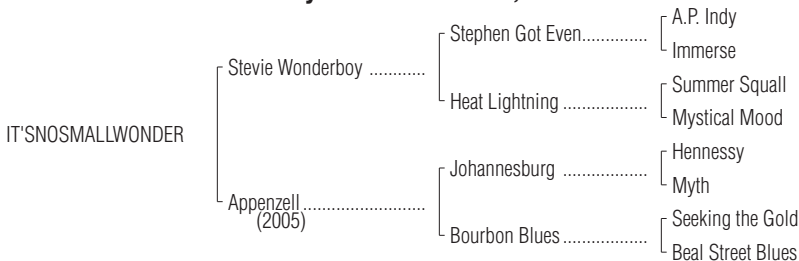 A.P. Indy
Stephen Got Even..............
Immerse
Stevie Wonderboy ............
Summer Squall
Heat Lightning ..................
Mystical Mood
IT'SNOSMALLWONDER
Hennessy
Johannesburg ..................
Myth
Appenzell..........................
(2005)
Seeking the Gold
Bourbon Blues..................
Beal Street Blues